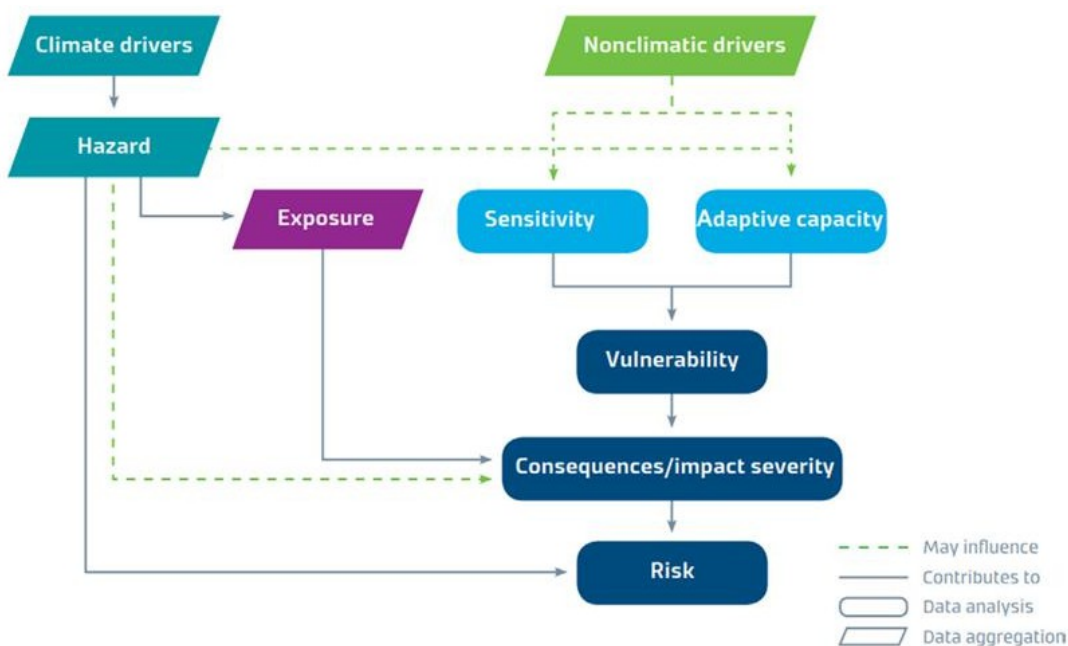 Climate drivers
Nonclimatic drivers
Hazard
Exposure
Sensitivity
Adaptive capacity
Vulnerability
Consequences/impact severity
Risk
May influence
Contributes to
Data analysis
Data aggregation